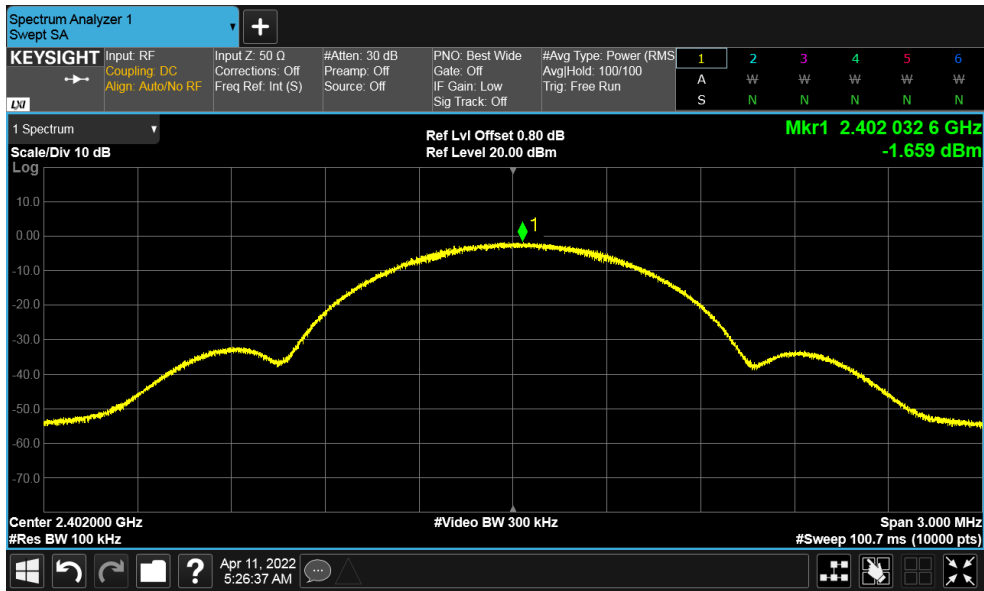 Spectrum Analyzer 1
Swept SA
+
KEYSIGHT
LXI
Input: RF
Coupling: DC
Align: Auto/No RF
Input Z: 50 Ω
Corrections: Off
Freq Ref: Int (S)
#Atten: 30 dB
Preamp: Off
Source: Off
PNO: Best Wide
Gate: Off
IF Gain: Low
Sig Track: Off
#Avg Type: Power (RMS
Avg|Hold: 100/100
Trig: Free Run
1 2 3 4 5 6
A W W W W W
S N N N N N
1 Spectrum
Scale/Div 10 dB
Log
Ref Lvl Offset 0.80 dB
Ref Level 20.00 dBm
Mkr1 2.402 032 6 GHz
-1.659 dBm
1
10.0
0.00
-10.0
-20.0
-30.0
-40.0
-50.0
-60.0
-70.0
Center 2.402000 GHz
#Res BW 100 kHz
#Video BW 300 kHz
Span 3.000 MHz
#Sweep 100.7 ms (10000 pts)
?
Apr 11, 2022
5:26:37 AM